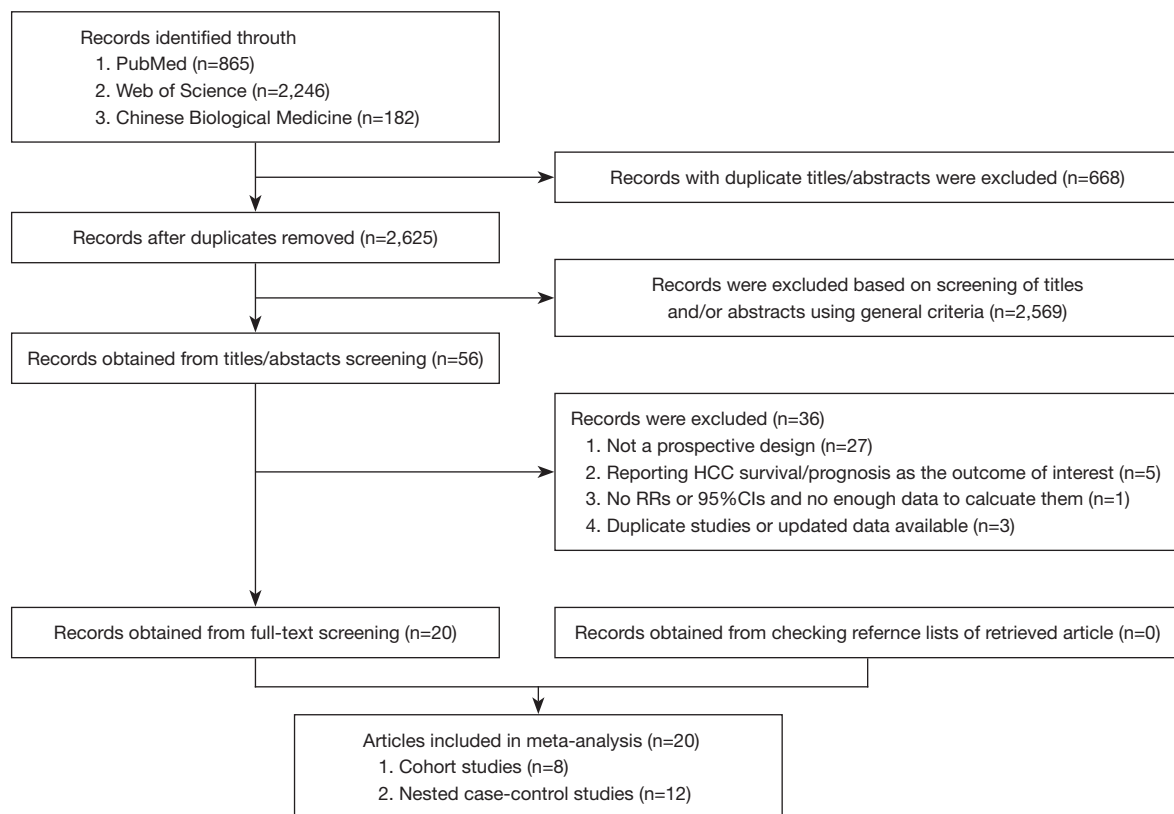 Records identified throuth
1. PubMed (n=865)
2. Web of Science (n=2,246)
3. Chinese Biological Medicine (n=182)
Records with duplicate titles/abstracts were excluded (n=668)
Records after duplicates removed (n=2,625)
Records were excluded based on screening of titles
and/or abstracts using general criteria (n=2,569)
Records obtained from titles/abstacts screening (n=56)
Records were excluded (n=36)
1. Not a prospective design (n=27)
2. Reporting HCC survival/prognosis as the outcome of interest (n=5)
3. No RRs or 95%CIs and no enough data to calcuate them (n=1)
4. Duplicate studies or updated data available (n=3)
Records obtained from full-text screening (n=20)
Records obtained from checking refernce lists of retrieved article (n=0)
Articles included in meta-analysis (n=20)
1. Cohort studies (n=8)
2. Nested case-control studies (n=12)